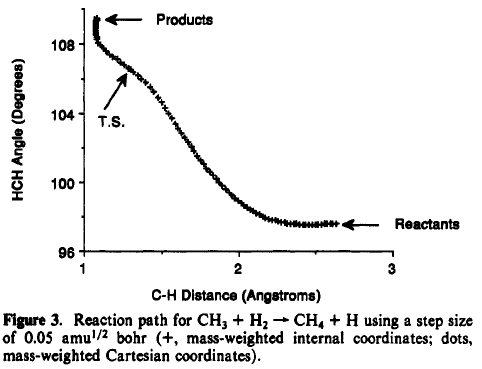 Products
108
T.S.
104
HCH Angle (Degrees)
100
Reactants
96
1
2
3
C-H Distance (Angstroms)
Figure 3. Reaction path for CH₃ + H₂ → CH₄ + H using a step size
of 0.05 amu¹/² bohr (+, mass-weighted internal coordinates; dots,
mass-weighted Cartesian coordinates).